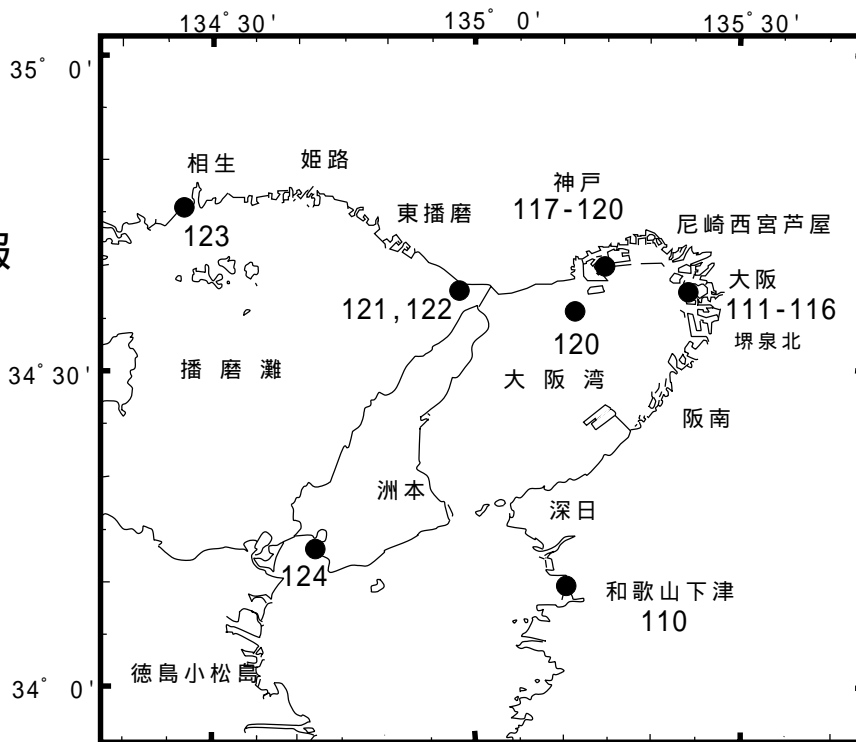 134°30' 135° 0' 135°30'
35° 0'
相生 姫路
神戸
117-120
東播磨
尼崎西宮芦屋
123
報
大阪
111-116
121,122
120
堺泉北
34°30'
播磨灘
大阪湾
阪南
洲本
深日
124
和歌山下津
110
徳島小松島
34° 0'